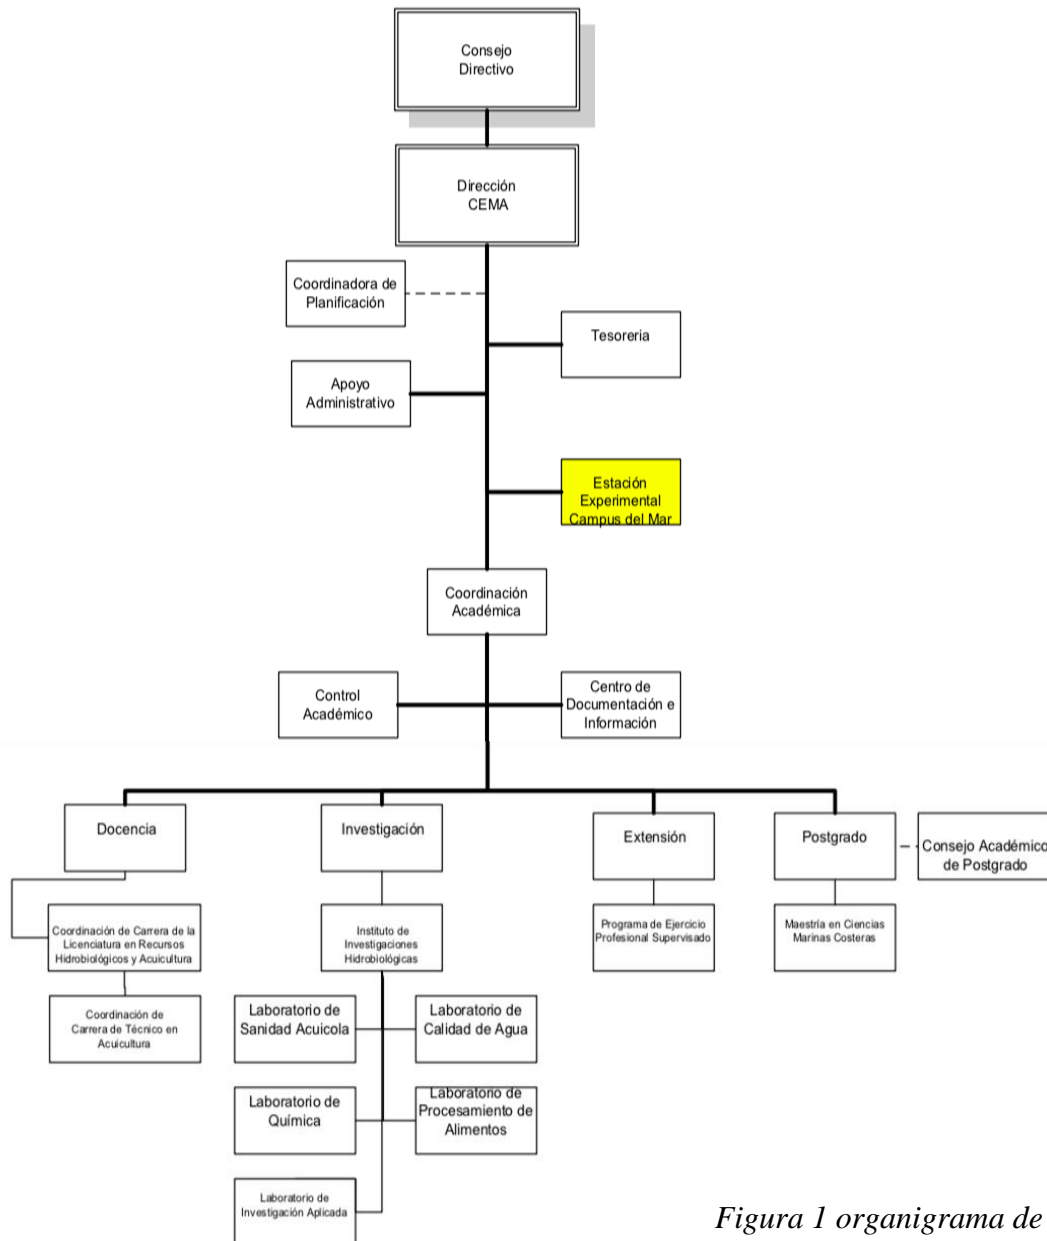 Consejo
Directivo
Dirección
CEMA
Coordinadora de
Planificación
Tesoreria
Apoyo
Administrativo
Estación
Experimental
Campus del Mar
Coordinación
Académica
Control
Académico
Centro de
Documentación e
Información
Docencia
Investigación
Extensión
Postgrado
Consejo Académico
de Postgrado
Coordinación de Carrera de la
Licenciatura en Recursos
Hidrobiológicos y Acuicultura
Instituto de
Investigaciones
Hidrobiológicas
Programa de Ejercicio
Profesional Supervisado
Maestría en Ciencias
Marinas Costeras
Coordinación de
Carrera de Técnico en
Acuicultura
Laboratorio de
Sanidad Acuicola
Laboratorio de
Calidad de Agua
Laboratorio de
Química
Laboratorio de
Procesamiento de
Alimentos
Laboratorio de
Investigación Aplicada
Figura 1 organigrama de